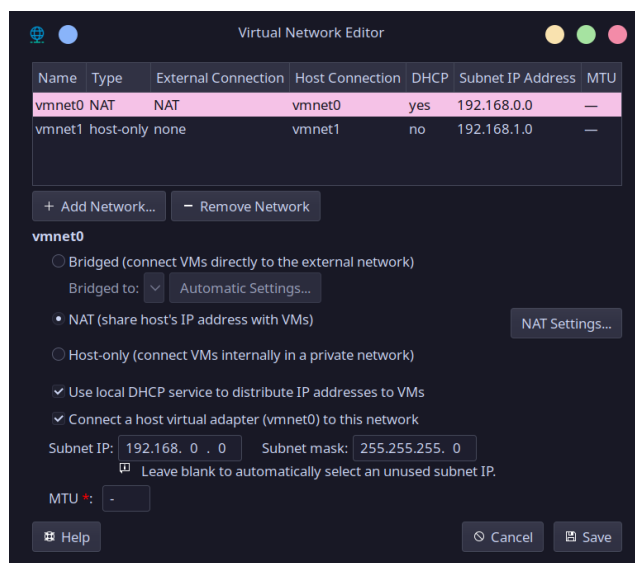 Virtual Network Editor
Name Type External Connection Host Connection DHCP Subnet IP Address MTU
vmnet0 NAT NAT vmnet0 yes 192.168.0.0 —
vmnet1 host-only none vmnet1 no 192.168.1.0 —
+ Add Network... − Remove Network
vmnet0
Bridged (connect VMs directly to the external network)
Bridged to: Automatic Settings...
NAT (share host's IP address with VMs) NAT Settings...
Host-only (connect VMs internally in a private network)
Use local DHCP service to distribute IP addresses to VMs
Connect a host virtual adapter (vmnet0) to this network
Subnet IP: 192.168. 0 . 0 Subnet mask: 255.255.255. 0
Leave blank to automatically select an unused subnet IP.
MTU *: -
Help Cancel Save